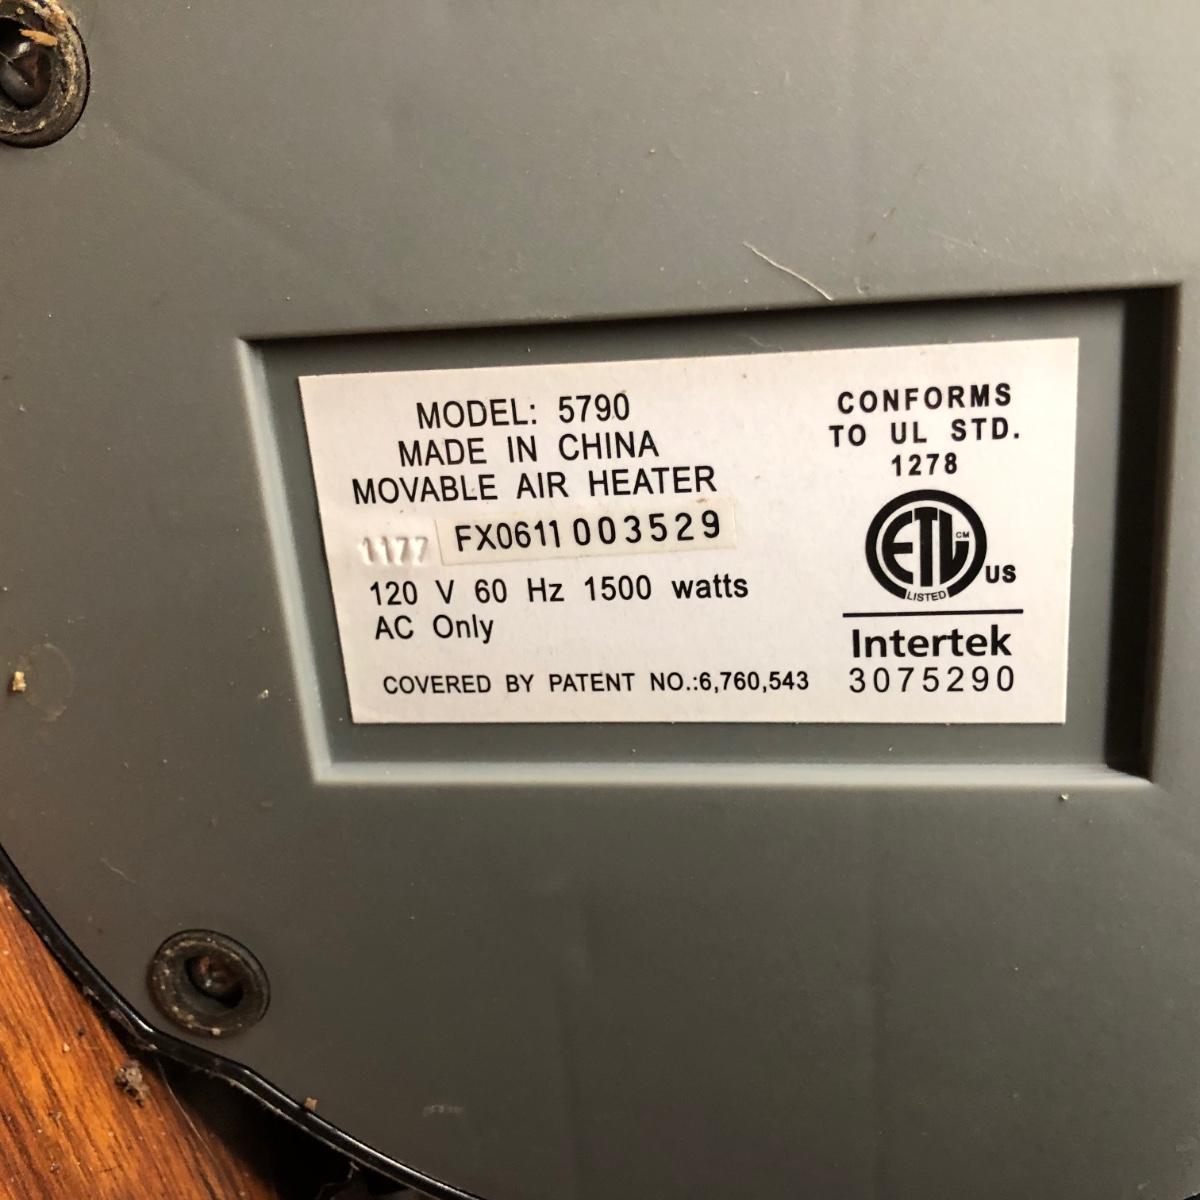 MODEL: 5790
MADE IN CHINA
MOVABLE AIR HEATER
1177 FX0611 003529
120 V 60 Hz 1500 watts
AC Only
COVERED BY PATENT NO.:6,760,543
CONFORMS
TO UL STD.
1278
ETL CM
LISTED
US
Intertek
3075290